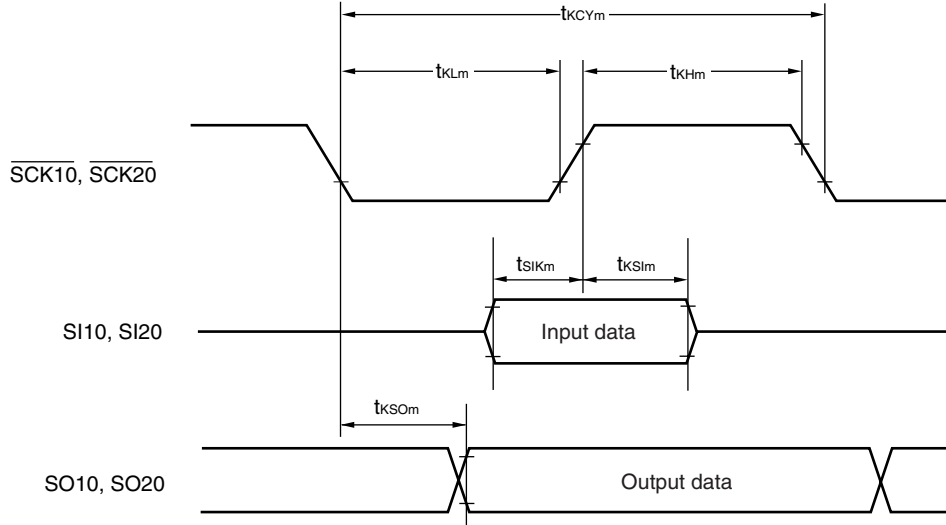 tKCYm
tKLm
tKHm
SCK10, SCK20
tSIKm
tKSIm
SI10, SI20
Input data
tKSOm
SO10, SO20
Output data